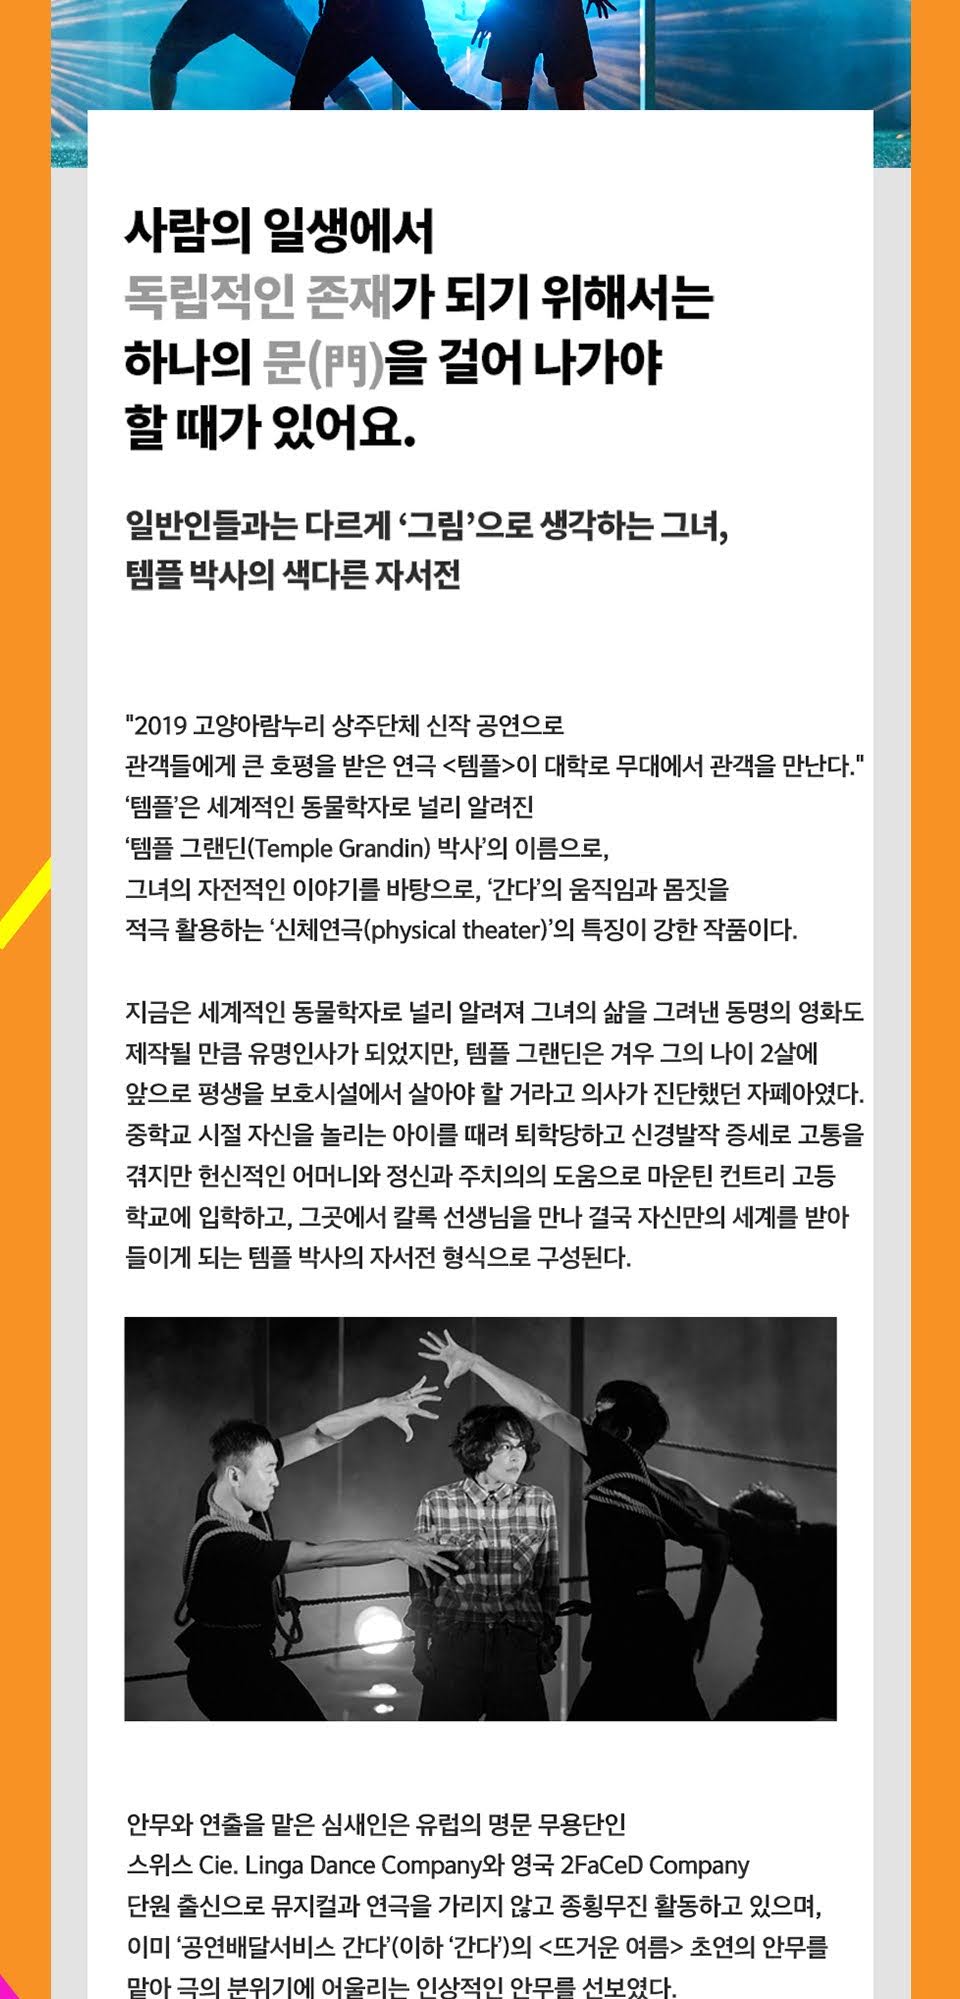 사람의 일생에서
독립적인 존재가 되기 위해서는
하나의 문(門)을 걸어 나가야
할 때가 있어요.
일반인들과는 다르게 ‘그림’으로 생각하는 그녀,
템플 박사의 색다른 자서전
"2019 고양아람누리 상주단체 신작 공연으로
관객들에게 큰 호평을 받은 연극 <템플>이 대학로 무대에서 관객을 만난다."
‘템플’은 세계적인 동물학자로 널리 알려진
‘템플 그랜딘(Temple Grandin) 박사’의 이름으로,
그녀의 자전적인 이야기를 바탕으로, ‘간다’의 움직임과 몸짓을
적극 활용하는 ‘신체연극(physical theater)’의 특징이 강한 작품이다.
지금은 세계적인 동물학자로 널리 알려져 그녀의 삶을 그려낸 동명의 영화도
제작될 만큼 유명인사가 되었지만, 템플 그랜딘은 겨우 그의 나이 2살에
앞으로 평생을 보호시설에서 살아야 할 거라고 의사가 진단했던 자폐아였다.
중학교 시절 자신을 놀리는 아이를 때려 퇴학당하고 신경발작 증세로 고통을
겪지만 헌신적인 어머니와 정신과 주치의의 도움으로 마운틴 컨트리 고등
학교에 입학하고, 그곳에서 칼록 선생님을 만나 결국 자신만의 세계를 받아
들이게 되는 템플 박사의 자서전 형식으로 구성된다.
안무와 연출을 맡은 심새인은 유럽의 명문 무용단인
스위스 Cie. Linga Dance Company와 영국 2FaCeD Company
단원 출신으로 뮤지컬과 연극을 가리지 않고 종횡무진 활동하고 있으며,
이미 ‘공연배달서비스 간다’(이하 ‘간다’)의 <뜨거운 여름> 초연의 안무를
맡아 극의 분위기에 어울리는 인상적인 안무를 선보였다.